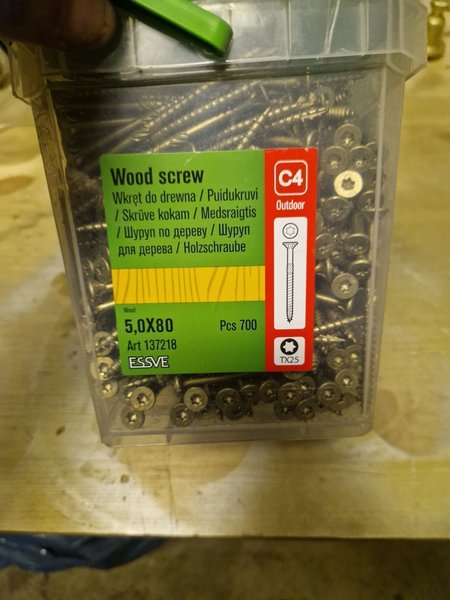 Wood screw
Wkręt do drewna / Puidukruvi
/ Skrūve kokam / Medsraigtis
/ Шуруп по дереву / Шуруп
для дерева / Holzschraube
C4
Outdoor
Wood
5,0X80
Pcs 700
Art 137218
ESSVE
TX25